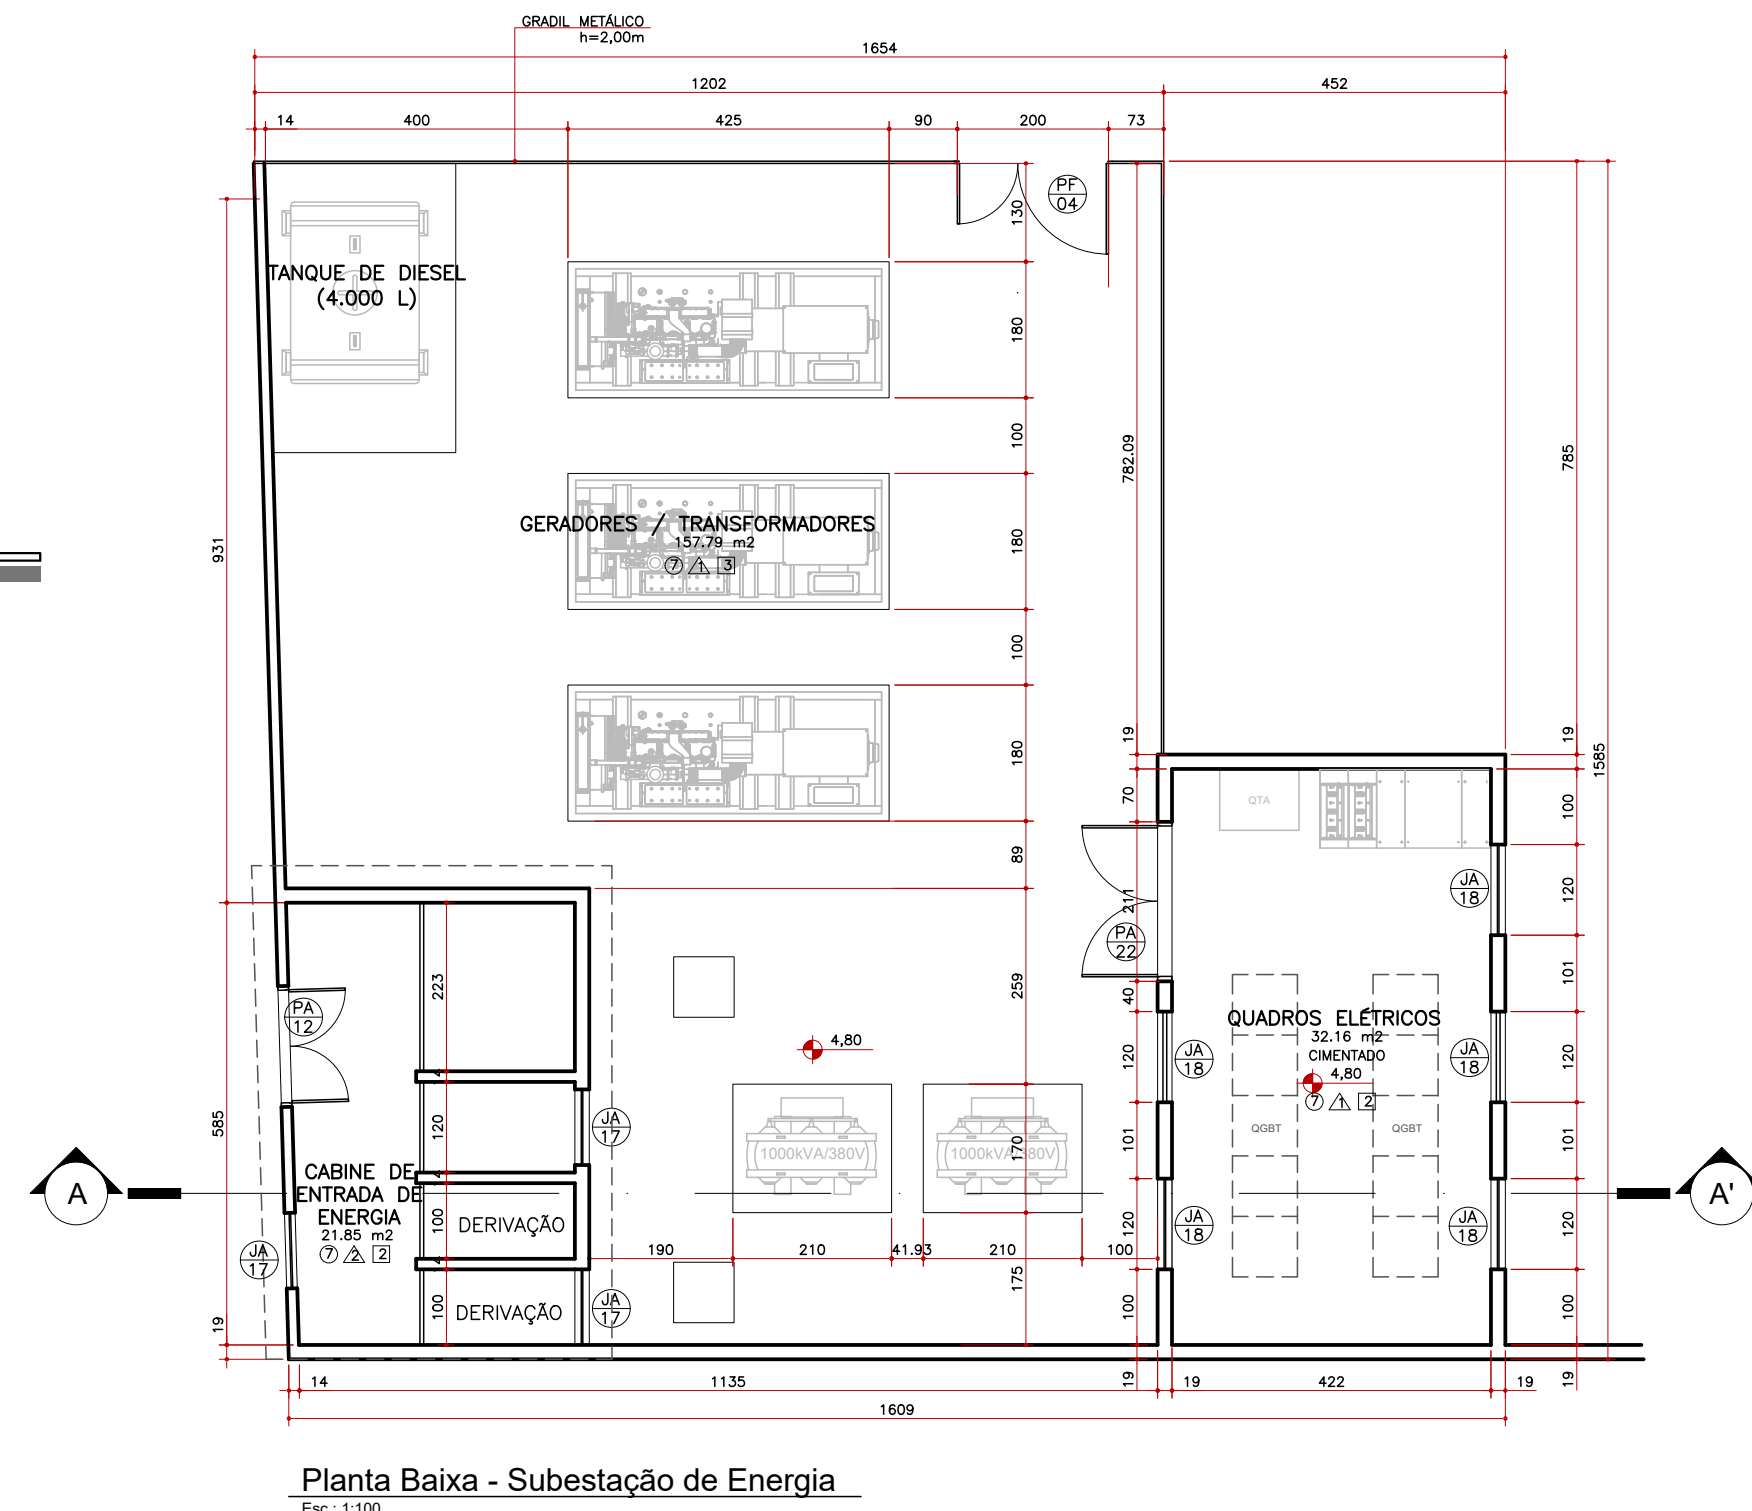 GRADIL METÁLICO
h=2,00m
1654
1202
452
14
400
425
90
200
73
PF
04
130
TANQUE DE DIESEL
(4.000 L)
180
100
782.09
785
GERADORES / TRANSFORMADORES
157.79 m2
7
1
3
931
180
100
19
19
1585
180
70
QTA
100
89
JA
18
120
211
PA
22
223
259
PA
12
40
101
4,80
QUADROS ELÉTRICOS
32.16 m2
CIMENTADO
4,80
7
1
2
JA
18
JA
18
120
120
585
120
JA
17
QGBT
QGBT
101
101
1000kVA/380V
1000kVA/380V
170
CABINE DE
ENTRADA DE
ENERGIA
21.85 m2
7
2
2
A
A'
100
DERIVAÇÃO
JA
18
JA
18
120
120
JA
17
190
210
41.93
210
100
175
100
DERIVAÇÃO
JA
17
100
100
19
14
1135
19
19
422
19
19
1609
Planta Baixa - Subestação de Energia
Esc.: 1:100